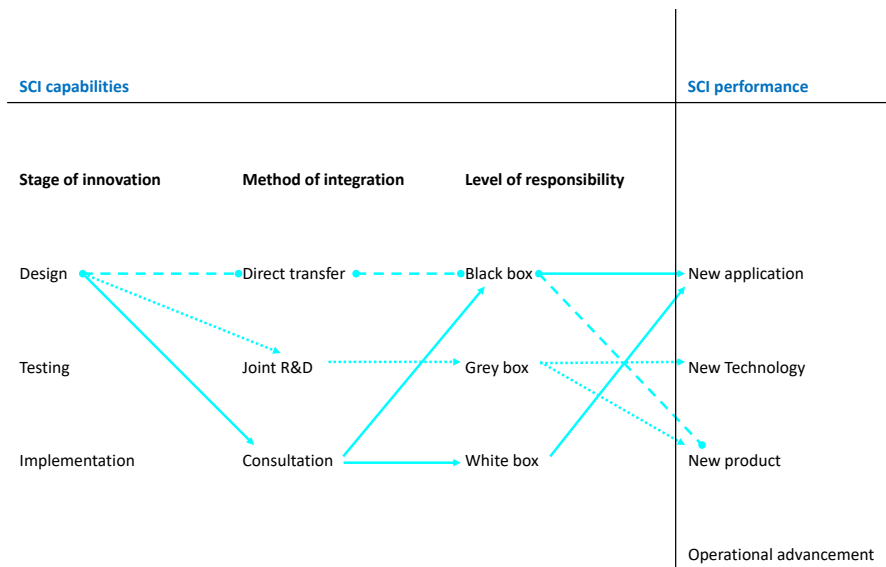 SCI capabilities
SCI performance
Stage of innovation
Method of integration
Level of responsibility
Design
Direct transfer
Black box
New application
Testing
Joint R&D
Grey box
New Technology
Implementation
Consultation
White box
New product
Operational advancement